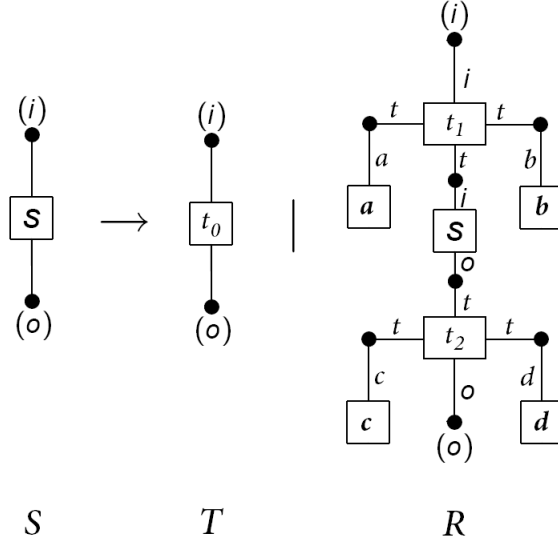 (i)
(i) (i) i
t t₁ t
a t b
a i b
S → t₀ | S
o
(o) (o) t
t t₂ t
c o d
c d
(o)
S T R